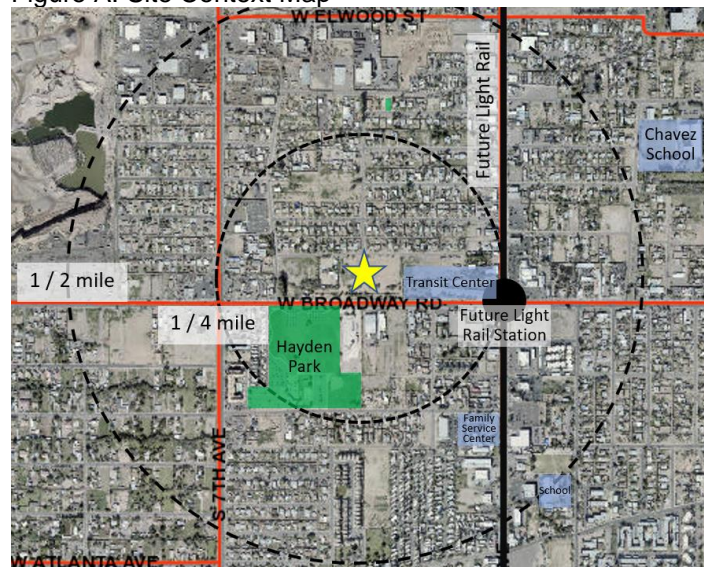 Figure A: Site Context Map
W ELWOOD ST
Future Light Rail
Chavez
School
1 / 2 mile
Transit Center
W BROADWAY RD
1 / 4 mile
Future Light
Rail Station
Hayden
Park
Family
Service
Center
S 7TH AVE
School
W ATLANTA AVE